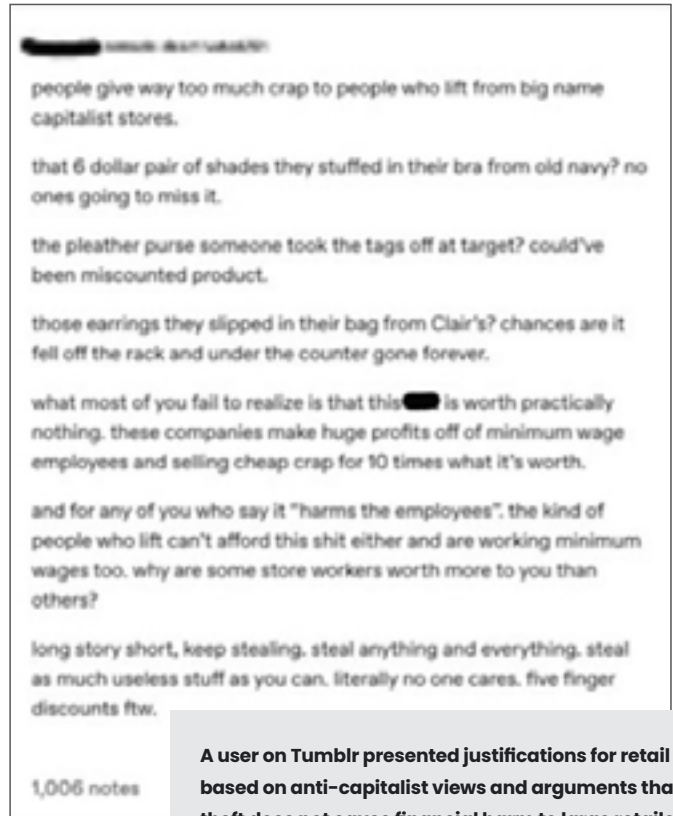 people give way too much crap to people who lift from big name
capitalist stores.
that 6 dollar pair of shades they stuffed in their bra from old navy? no
ones going to miss it.
the pleather purse someone took the tags off at target? could've
been miscounted product.
those earrings they slipped in their bag from Clair's? chances are it
fell off the rack and under the counter gone forever.
what most of you fail to realize is that this is worth practically
nothing. these companies make huge profits off of minimum wage
employees and selling cheap crap for 10 times what it's worth.
and for any of you who say it "harms the employees". the kind of
people who lift can't afford this shit either and are working minimum
wages too. why are some store workers worth more to you than
others?
long story short, keep stealing. steal anything and everything. steal
as much useless stuff as you can. literally no one cares. five finger
discounts ftw.
1,006 notes
A user on Tumblr presented justifications for retail
based on anti-capitalist views and arguments tha
theft does not cause financial harm to large retaile